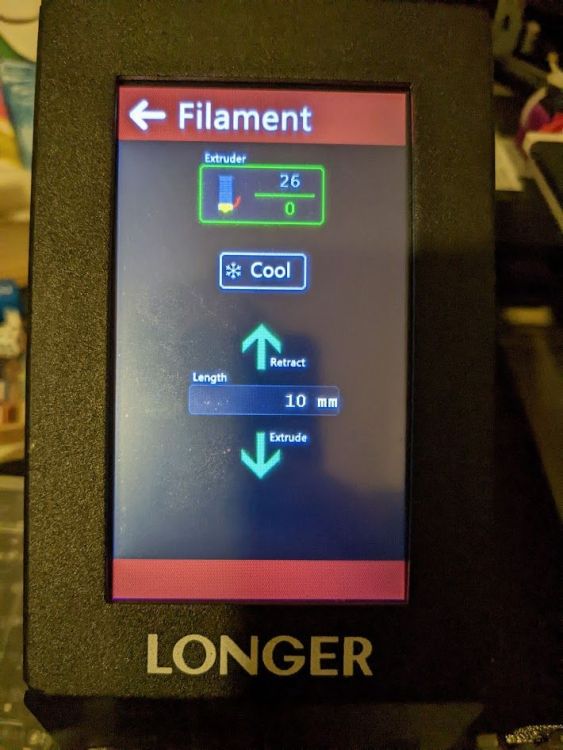 Filament
Extruder
26
0
Cool
Retract
Length
10 mm
Extrude
LONGER